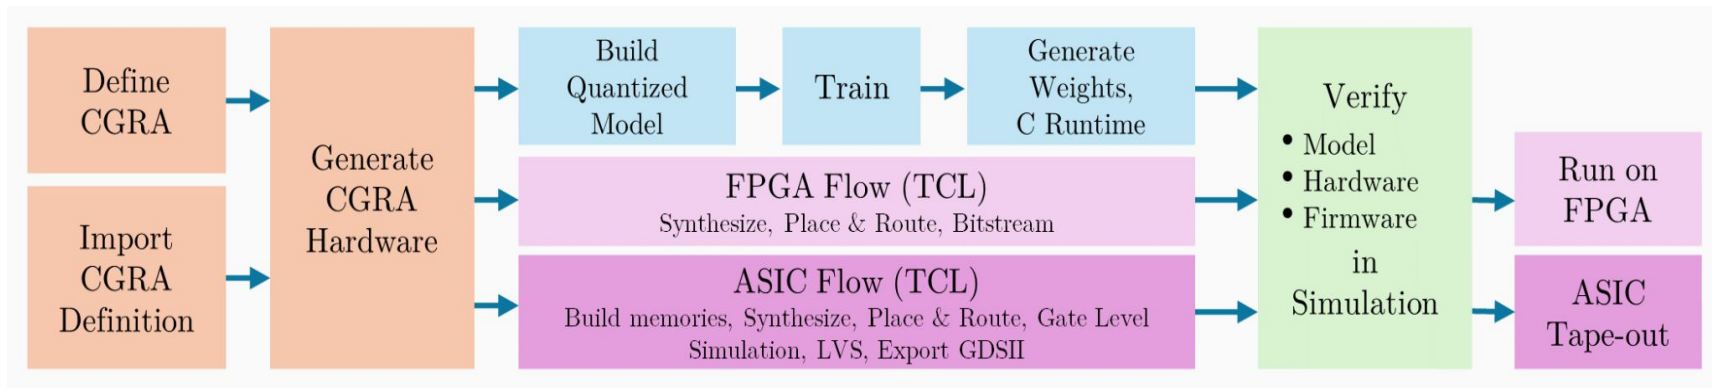 Define
CGRA
Import
CGRA
Definition
Generate
CGRA
Hardware
Build
Quantized
Model
Train
Generate
Weights,
C Runtime
FPGA Flow (TCL)
Synthesize, Place & Route, Bitstream
ASIC Flow (TCL)
Build memories, Synthesize, Place & Route, Gate Level
Simulation, LVS, Export GDSII
Verify
• Model
• Hardware
• Firmware
in
Simulation
Run on
FPGA
ASIC
Tape-out